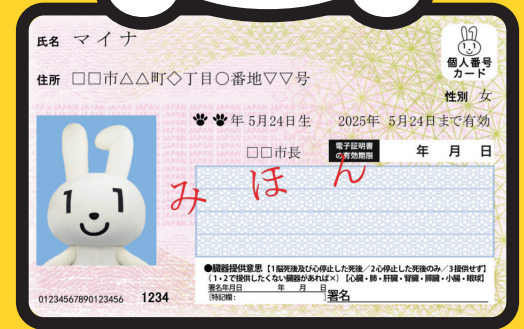 氏名 マイナ
個人番号
カード
住所 □□市△△町◇丁目○番地▽▽号
性別 女
年5月24日生 2025年 5月24日まで有効
□□市長 電子証明書の有効期限 年 月 日
みほん
1 1
●臓器提供意思【1脳死後及び心停止した死後／2心停止した死後のみ／3提供せず】
(1・2で提供したくない臓器があれば×)【心臓・肺・肝臓・腎臓・膵臓・小腸・眼球】
署名年月日 年 月 日
[特記欄: ]署名
01234567890123456 1234